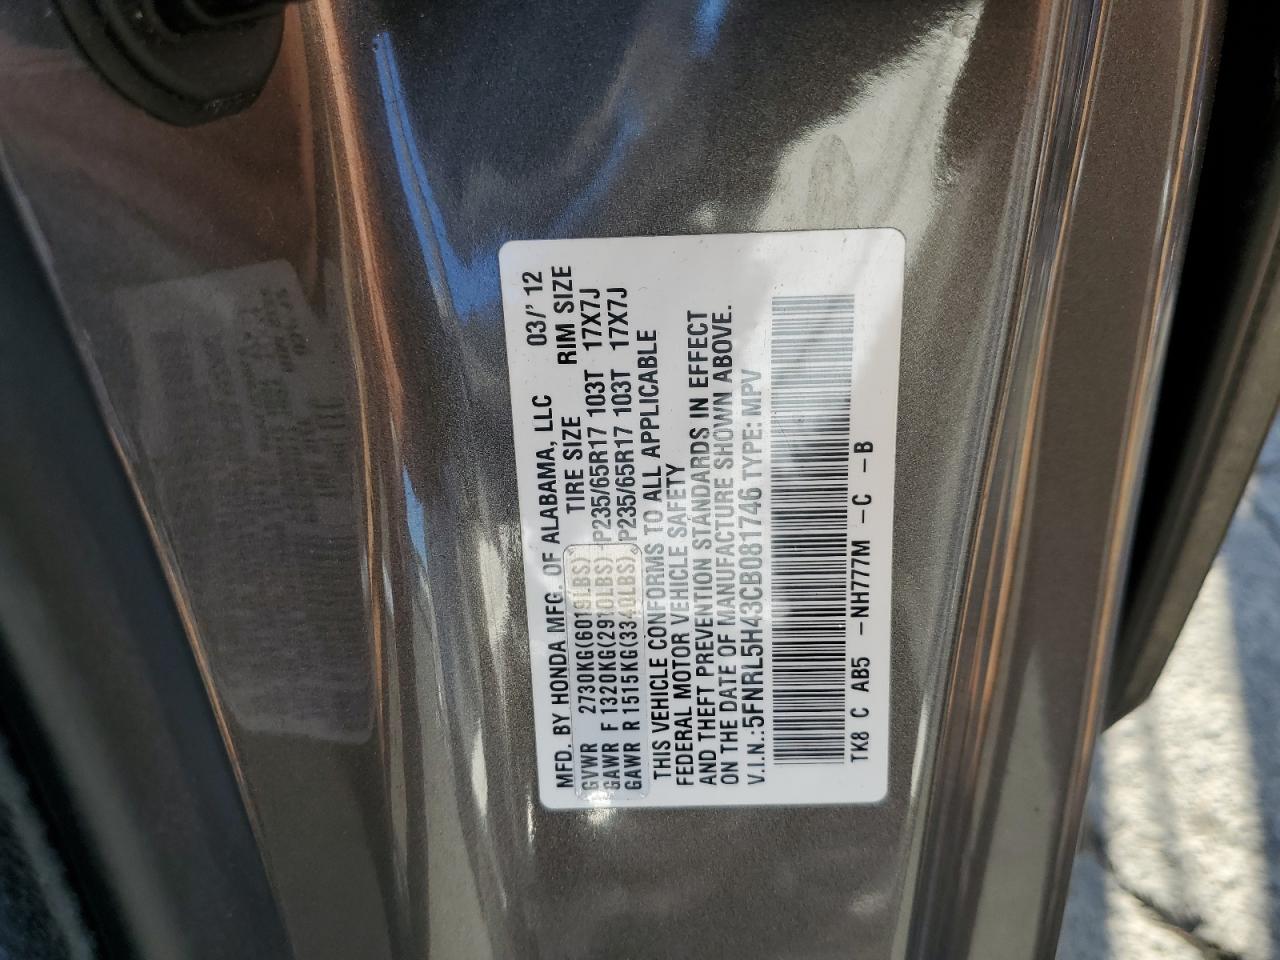 MFD. BY HONDA MFG. OF ALABAMA, LLC 03/'12
TIRE SIZE RIM SIZE
GVWR 2730KG(6019LBS)
GAWR F 1320KG(2910LBS) P235/65R17 103T 17X7J
GAWR R 1515KG(3340LBS) P235/65R17 103T 17X7J
THIS VEHICLE CONFORMS TO ALL APPLICABLE
FEDERAL MOTOR VEHICLE SAFETY
AND THEFT PREVENTION STANDARDS IN EFFECT
ON THE DATE OF MANUFACTURE SHOWN ABOVE.
V.I.N.:5FNRL5H43CB081746 TYPE: MPV
TK8 C AB5 -NH777M -C -B